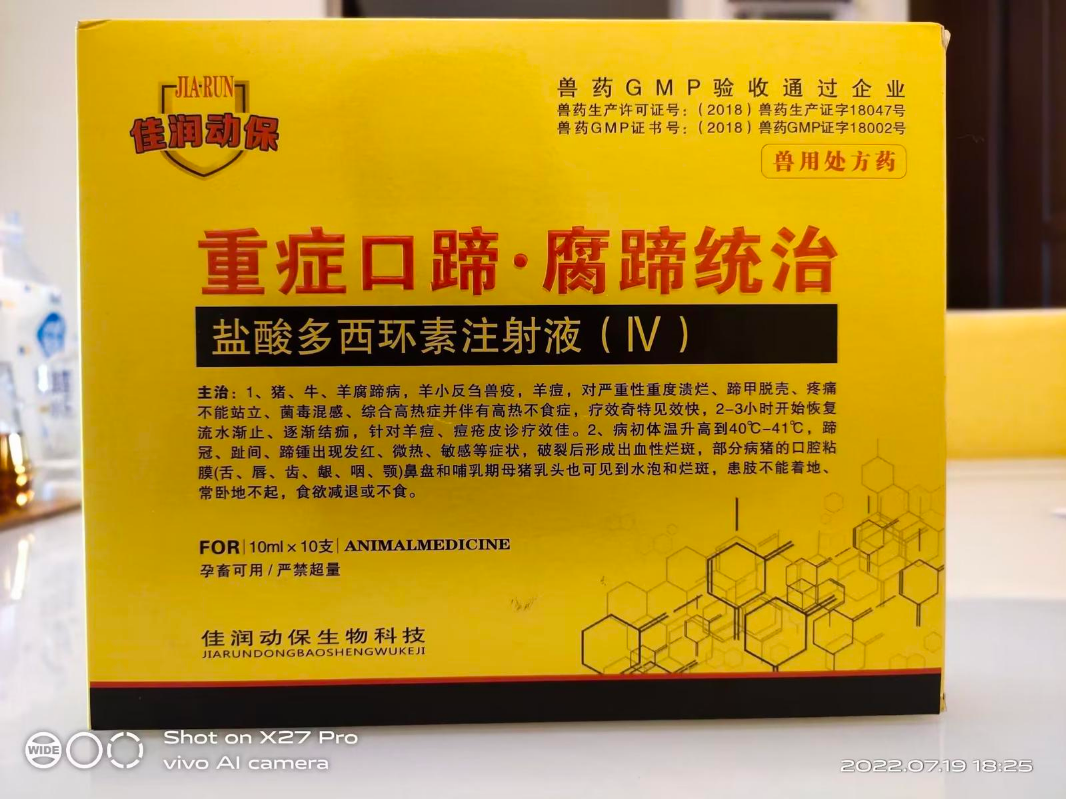 JIA·RUN
佳润动保
兽药GMP验收通过企业
兽药生产许可证号：（2018）兽药生产证字18047号
兽药GMP证书号：（2018）兽药GMP证字18002号
兽用处方药
重症口蹄·腐蹄统治
盐酸多西环素注射液（Ⅳ）
主治：1、猪、牛、羊腐蹄病，羊小反刍兽疫，羊痘，对严重性重度溃烂、蹄甲脱壳、疼痛
不能站立、菌毒混感、综合高热症并伴有高热不食症，疗效奇特见效快，2-3小时开始恢复
流水渐止、逐渐结痂，针对羊痘、痘疮皮诊疗效佳。2、病初体温升高到40℃-41℃，蹄
冠、趾间、蹄锺出现发红、微热、敏感等症状，破裂后形成出血性烂斑，部分病猪的口腔粘
膜(舌、唇、齿、龈、咽、颚)鼻盘和哺乳期母猪乳头也可见到水泡和烂斑，患肢不能着地、
常卧地不起，食欲减退或不食。
FOR|10ml×10支|ANIMALMEDICINE
孕畜可用/严禁超量
佳润动保生物科技
JIARUNDONGBAOSHENGWUKEJI
WIDE
Shot on X27 Pro
vivo AI camera
2022.07.19 18:25